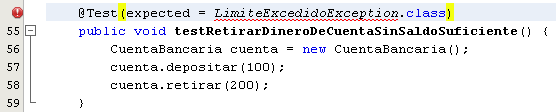 @Test(expected = LimiteExcedidoException.class)
55 public void testRetirarDineroDeCuentaSinSaldoSuficiente() {
56 CuentaBancaria cuenta = new CuentaBancaria();
57 cuenta.depositar(100);
58 cuenta.retirar(200);
59 }